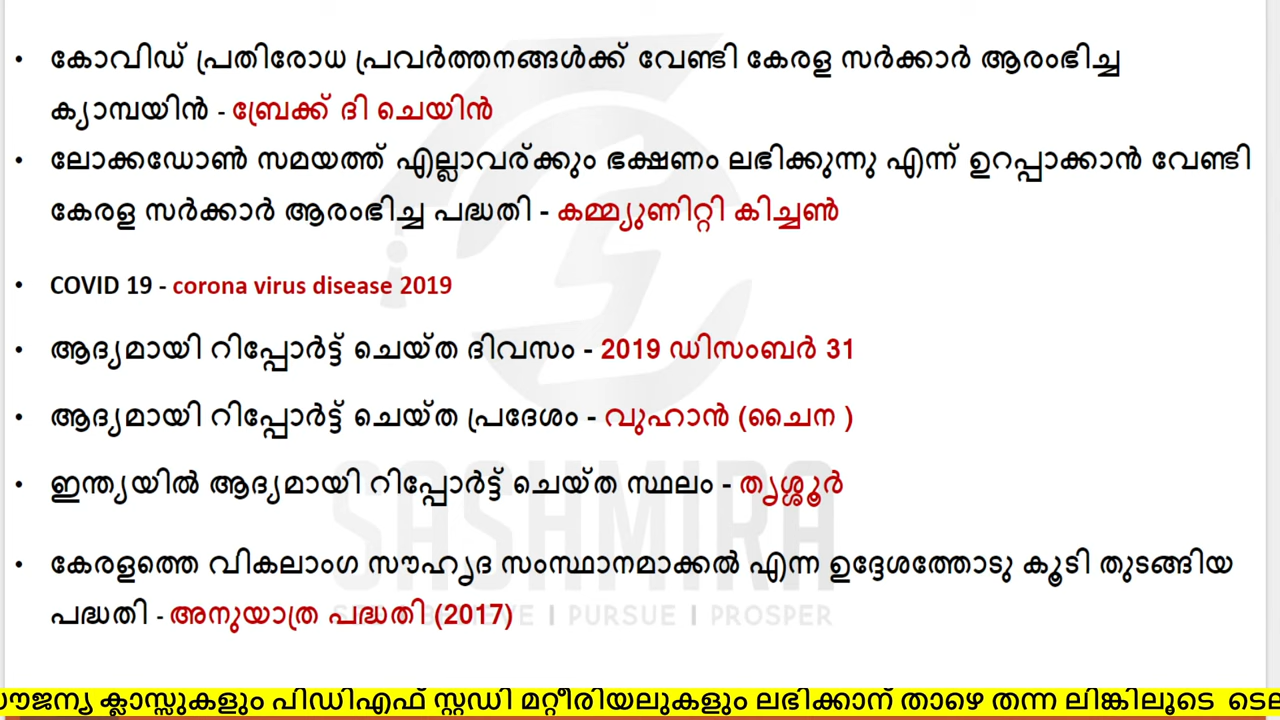 • കോവിഡ് പ്രതിരോധ പ്രവർത്തനങ്ങൾക്ക് വേണ്ടി കേരള സർക്കാർ ആരംഭിച്ച
ക്യാമ്പയിൻ - ബ്രേക്ക് ദി ചെയിൻ
• ലോക്കഡോൺ സമയത്ത് എല്ലാവര്ക്കും ഭക്ഷണം ലഭിക്കുന്നു എന്ന് ഉറപ്പാക്കാൻ വേണ്ടി
കേരള സർക്കാർ ആരംഭിച്ച പദ്ധതി - കമ്മ്യുണിറ്റി കിച്ചൺ
• COVID 19 - corona virus disease 2019
• ആദ്യമായി റിപ്പോർട്ട് ചെയ്ത ദിവസം - 2019 ഡിസംബർ 31
• ആദ്യമായി റിപ്പോർട്ട് ചെയ്ത പ്രദേശം - വുഹാൻ (ചൈന )
• ഇന്ത്യയിൽ ആദ്യമായി റിപ്പോർട്ട് ചെയ്ത സ്ഥലം - തൃശ്ശൂർ
SASHMIRA
• കേരളത്തെ വികലാംഗ സൗഹൃദ സംസ്ഥാനമാക്കൽ എന്ന ഉദ്ദേശത്തോടു കൂടി തുടങ്ങിയ
പദ്ധതി - അനുയാത്ര പദ്ധതി (2017)
| PURSUE | PROSPER
ക്ലാസ്സുകളും പിഡിഎഫ് സ്റ്റഡി മറ്റീരിയലുകളും ലഭിക്കാന് താഴെ തന്ന ലിങ്കിലൂടെ